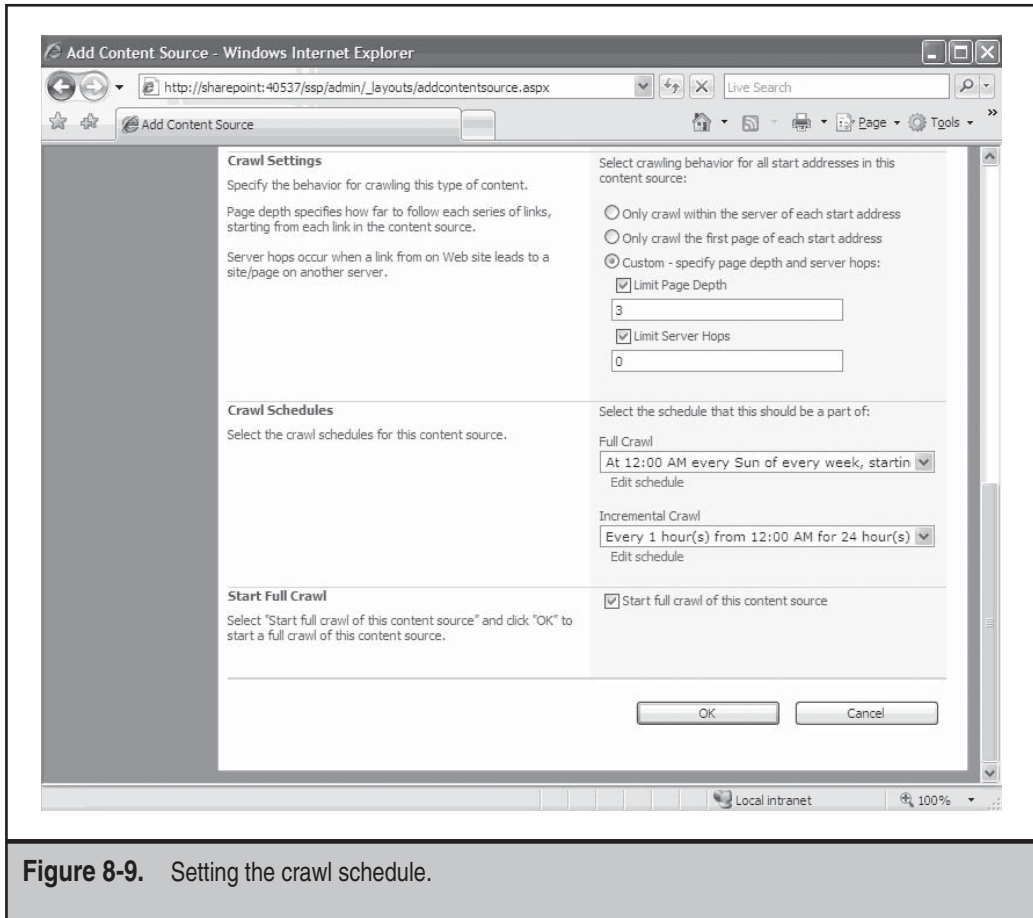 Add Content Source - Windows Internet Explorer
http://sharepoint:40537/ssp/admin/_layouts/addcontentsource.aspx
Live Search
Add Content Source
Page
Tools
»
Crawl Settings
Specify the behavior for crawling this type of content.
Page depth specifies how far to follow each series of links,
starting from each link in the content source.
Server hops occur when a link from on Web site leads to a
site/page on another server.
Select crawling behavior for all start addresses in this
content source:
Only crawl within the server of each start address
Only crawl the first page of each start address
Custom - specify page depth and server hops:
Limit Page Depth
3
Limit Server Hops
0
Crawl Schedules
Select the crawl schedules for this content source.
Select the schedule that this should be a part of:
Full Crawl
At 12:00 AM every Sun of every week, startin
Edit schedule
Incremental Crawl
Every 1 hour(s) from 12:00 AM for 24 hour(s)
Edit schedule
Start Full Crawl
Select "Start full crawl of this content source" and click "OK" to
start a full crawl of this content source.
Start full crawl of this content source
OK
Cancel
Local intranet
100%
Figure 8-9. Setting the crawl schedule.